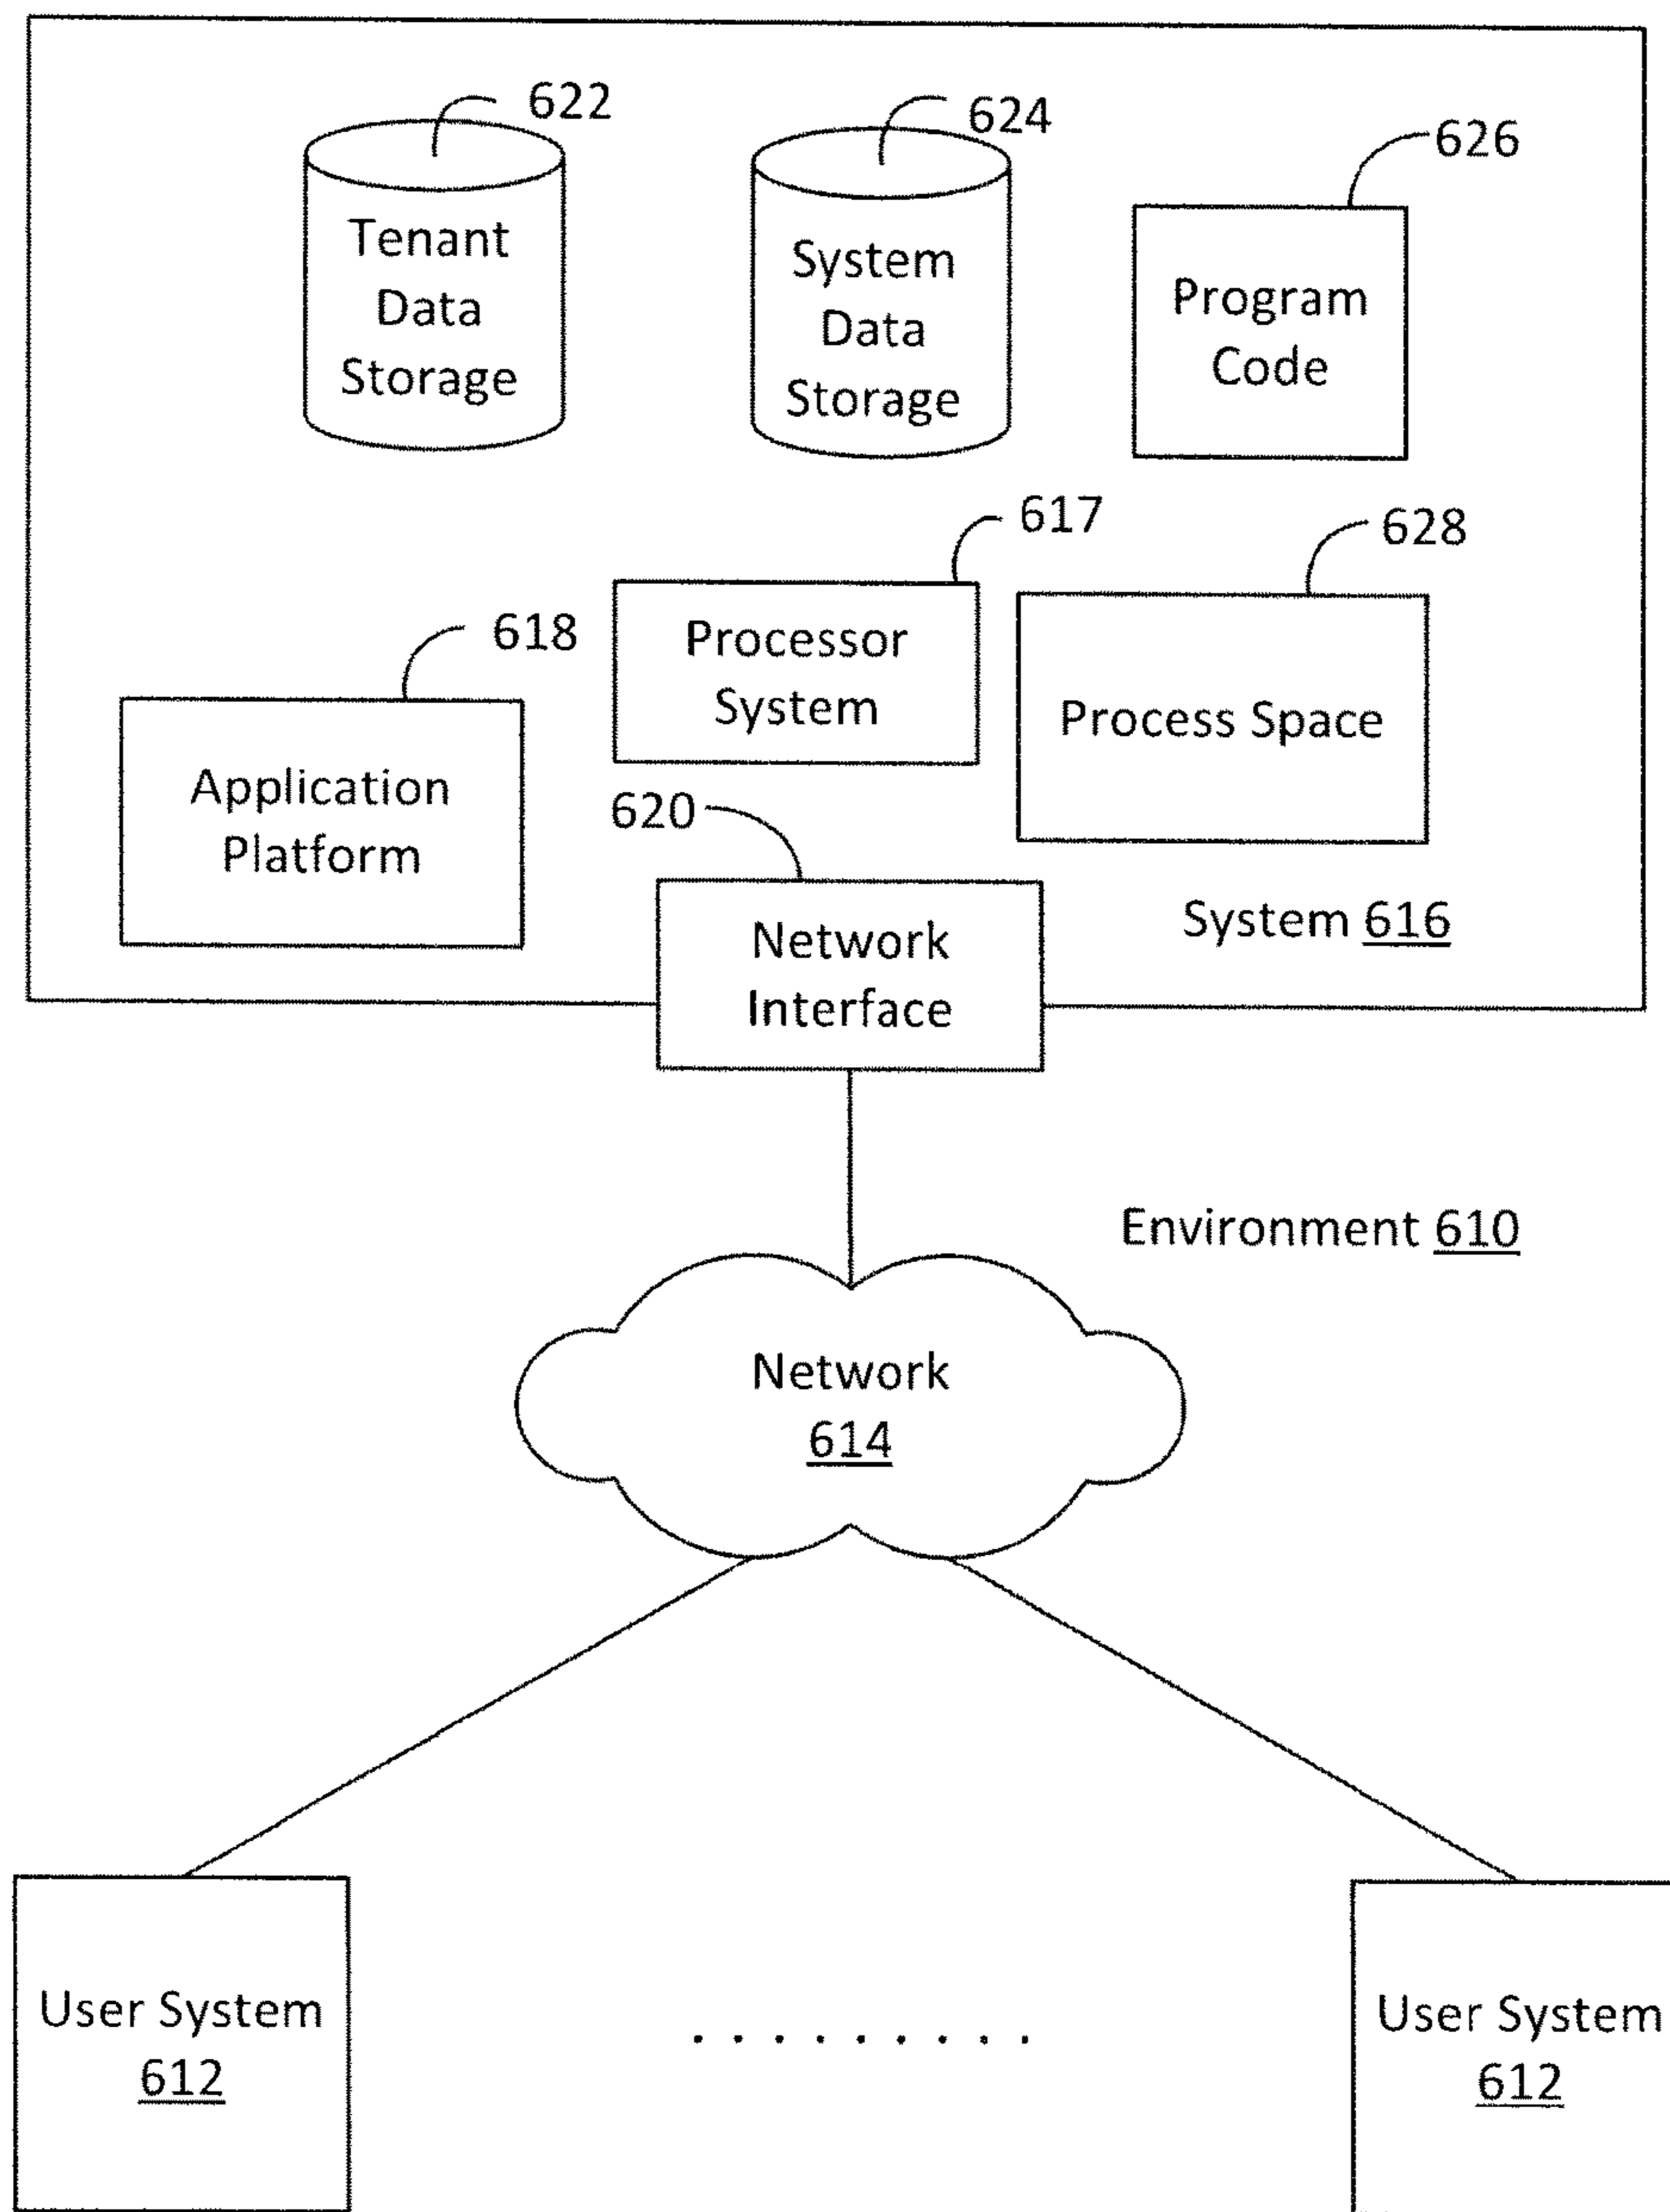 622
624
626
Tenant
Data
Storage
System
Data
Storage
Program
Code
617
628
618
Processor
System
Process Space
Application
Platform
620
Network
Interface
System 616
Environment 610
Network
614
User System
612
. . . . . . . . .
User System
612